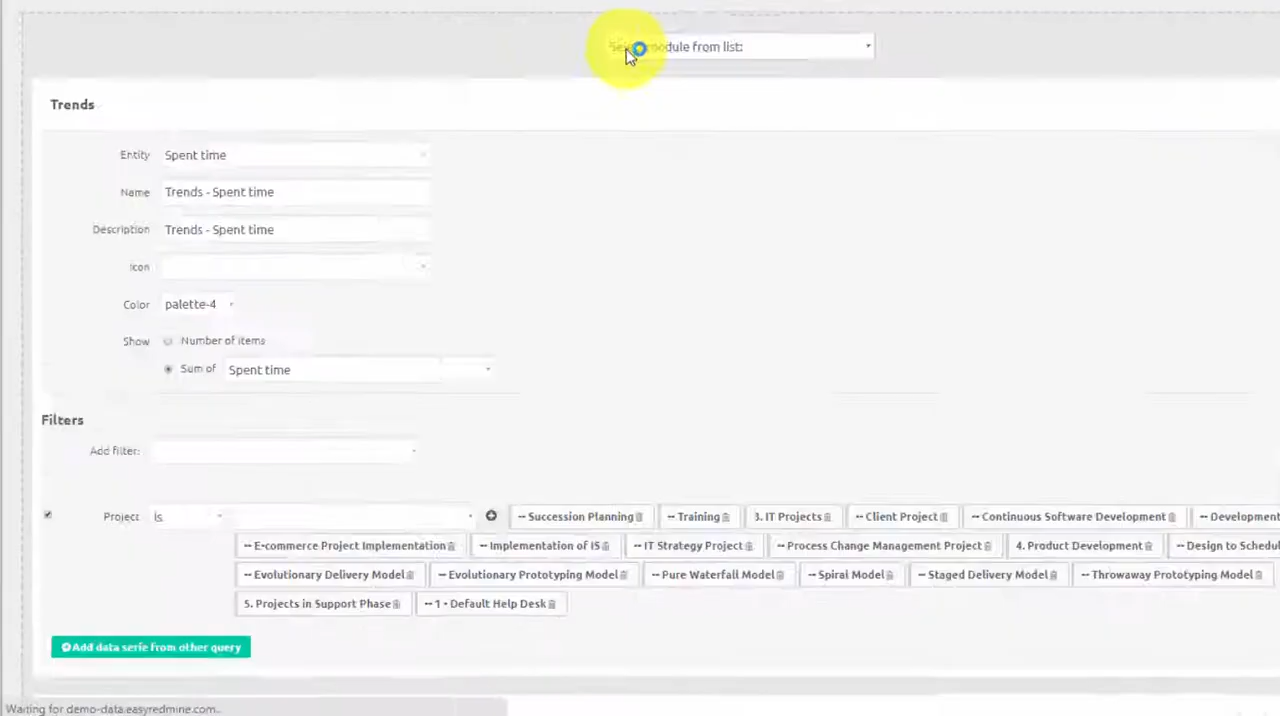 Select module from list:
Trends
Entity Spent time
Name Trends - Spent time
Description Trends - Spent time
Icon
Color palette-4
Show Number of items
Sum of Spent time
Filters
Add filter:
Project is -- Succession Planning -- Training 3. IT Projects -- Client Project -- Continuous Software Development -- Development
-- E-commerce Project Implementation -- Implementation of IS -- IT Strategy Project -- Process Change Management Project 4. Product Development -- Design to Schedu
-- Evolutionary Delivery Model -- Evolutionary Prototyping Model -- Pure Waterfall Model -- Spiral Model -- Staged Delivery Model -- Throwaway Prototyping Model
5. Projects in Support Phase -- 1 - Default Help Desk
Add data serie from other query
Waiting for demo-data.easyredmine.com...